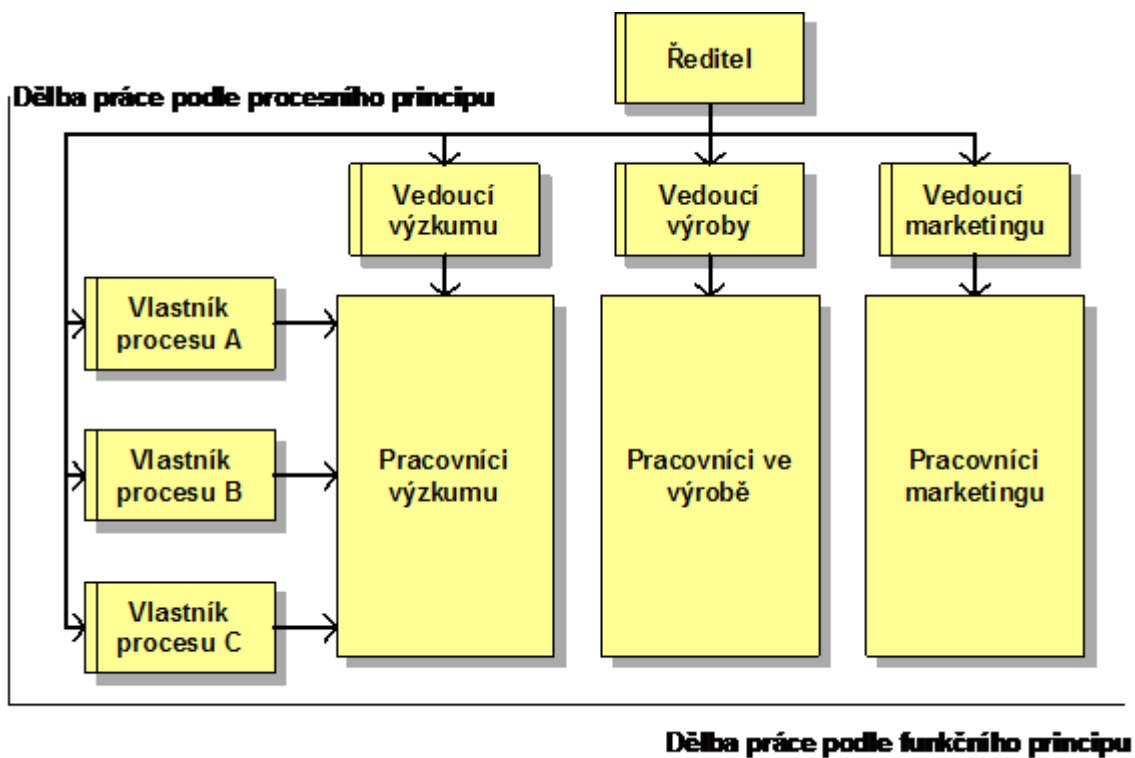 Ředitel
Dělba práce podle procesního principu
Vedoucí
výzkumu
Vedoucí
výroby
Vedoucí
marketingu
Vlastník
procesu A
Vlastník
procesu B
Vlastník
procesu C
Pracovníci
výzkumu
Pracovníci ve
výrobě
Pracovníci
marketingu
Dělba práce podle funkčního principu